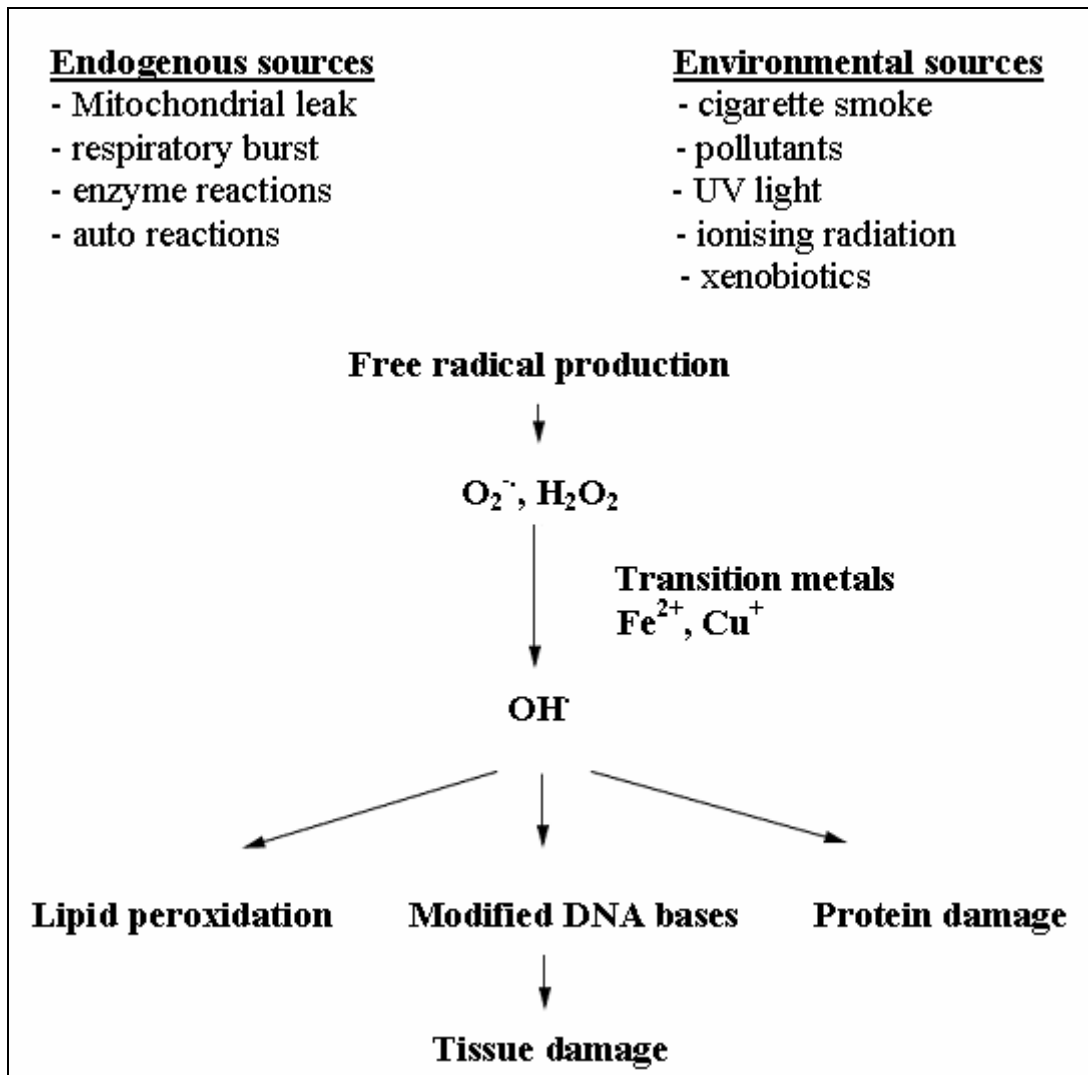 Endogenous sources
- Mitochondrial leak
- respiratory burst
- enzyme reactions
- auto reactions
Environmental sources
- cigarette smoke
- pollutants
- UV light
- ionising radiation
- xenobiotics
Free radical production
O₂⁻·, H₂O₂
Transition metals
Fe²⁺, Cu⁺
OH·
Lipid peroxidation
Modified DNA bases
Protein damage
Tissue damage